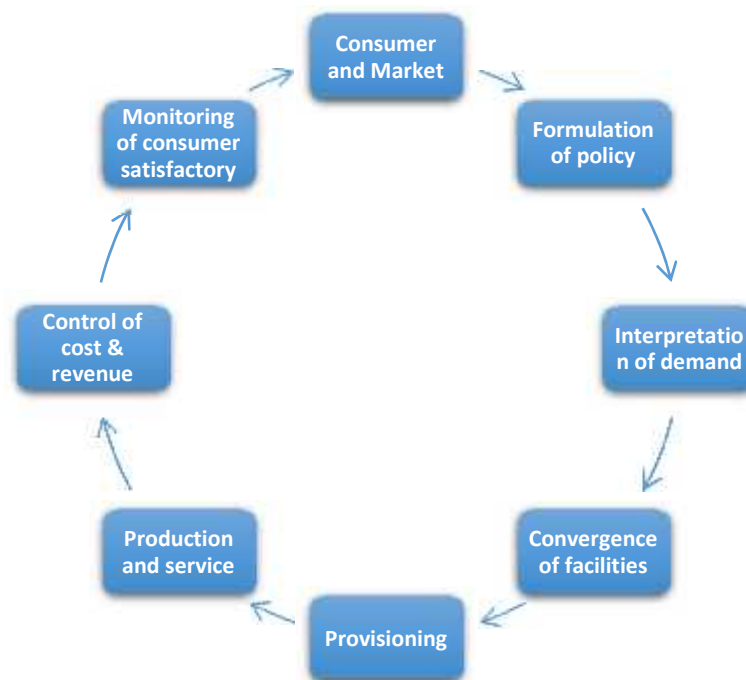 Consumer
and Market
Formulation
of policy
Interpretatio
n of demand
Convergence
of facilities
Provisioning
Production
and service
Control of
cost &
revenue
Monitoring
of consumer
satisfactory